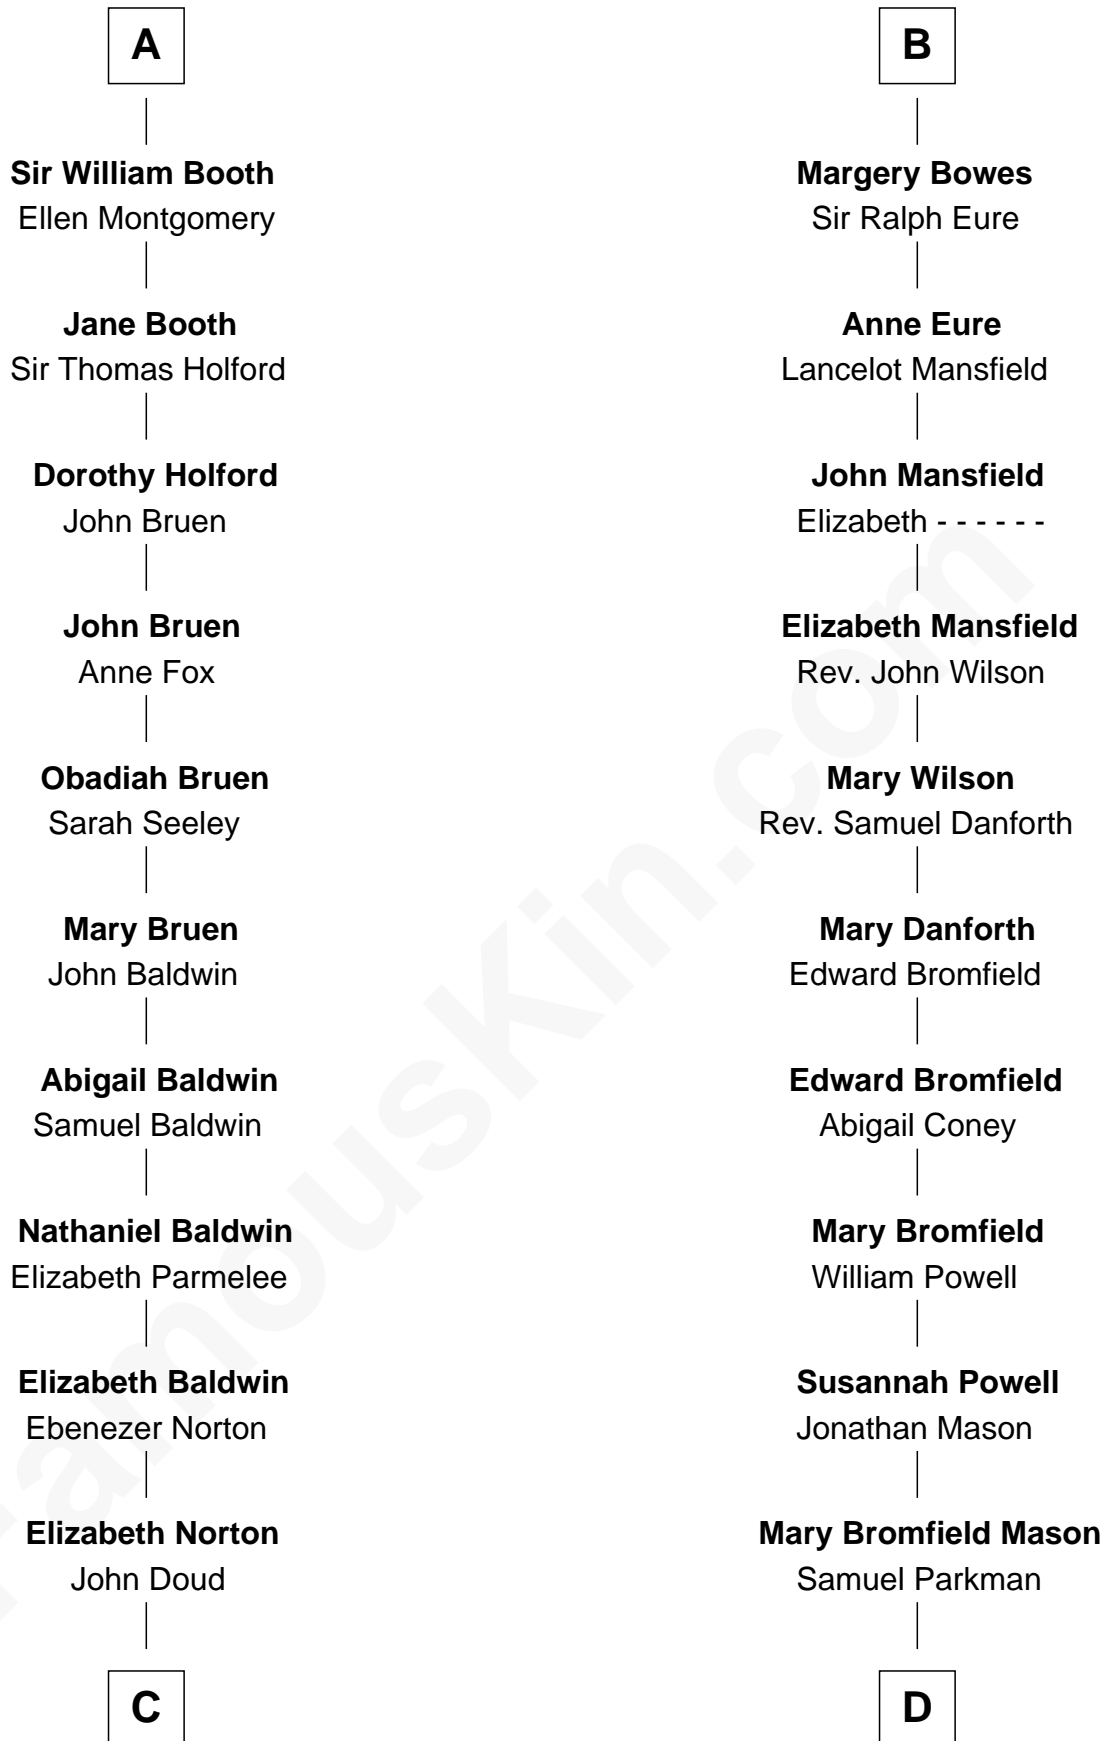 A
Sir William Booth
Ellen Montgomery
Jane Booth
Sir Thomas Holford
Dorothy Holford
John Bruen
John Bruen
Anne Fox
Obadiah Bruen
Sarah Seeley
Mary Bruen
John Baldwin
Abigail Baldwin
Samuel Baldwin
Nathaniel Baldwin
Elizabeth Parmelee
Elizabeth Baldwin
Ebenezer Norton
Elizabeth Norton
John Doud
C
B
Margery Bowes
Sir Ralph Eure
Anne Eure
Lancelot Mansfield
John Mansfield
Elizabeth - - - - - -
Elizabeth Mansfield
Rev. John Wilson
Mary Wilson
Rev. Samuel Danforth
Mary Danforth
Edward Bromfield
Edward Bromfield
Abigail Coney
Mary Bromfield
William Powell
Susannah Powell
Jonathan Mason
Mary Bromfield Mason
Samuel Parkman
D
FamousKin.com